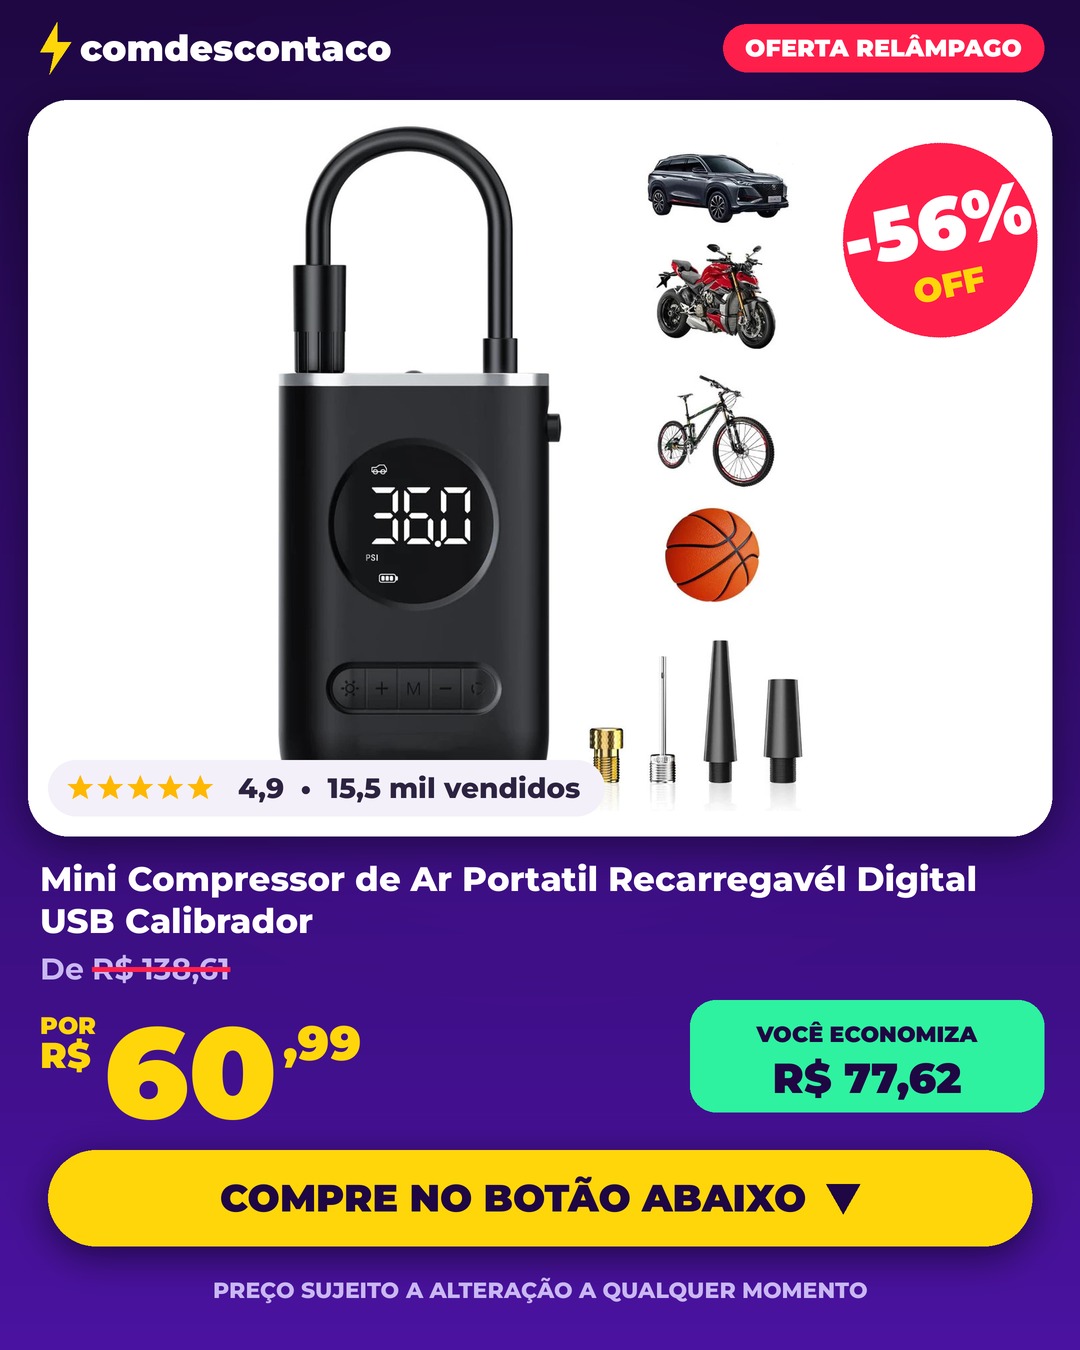 comdescontaco
OFERTA RELÂMPAGO
-56%
OFF
36.0
PSI
M
4,9 • 15,5 mil vendidos
Mini Compressor de Ar Portatil Recarregavél Digital
USB Calibrador
De R$ 138,61
POR
R$ 60,99
VOCÊ ECONOMIZA
R$ 77,62
COMPRE NO BOTÃO ABAIXO ▼
PREÇO SUJEITO A ALTERAÇÃO A QUALQUER MOMENTO